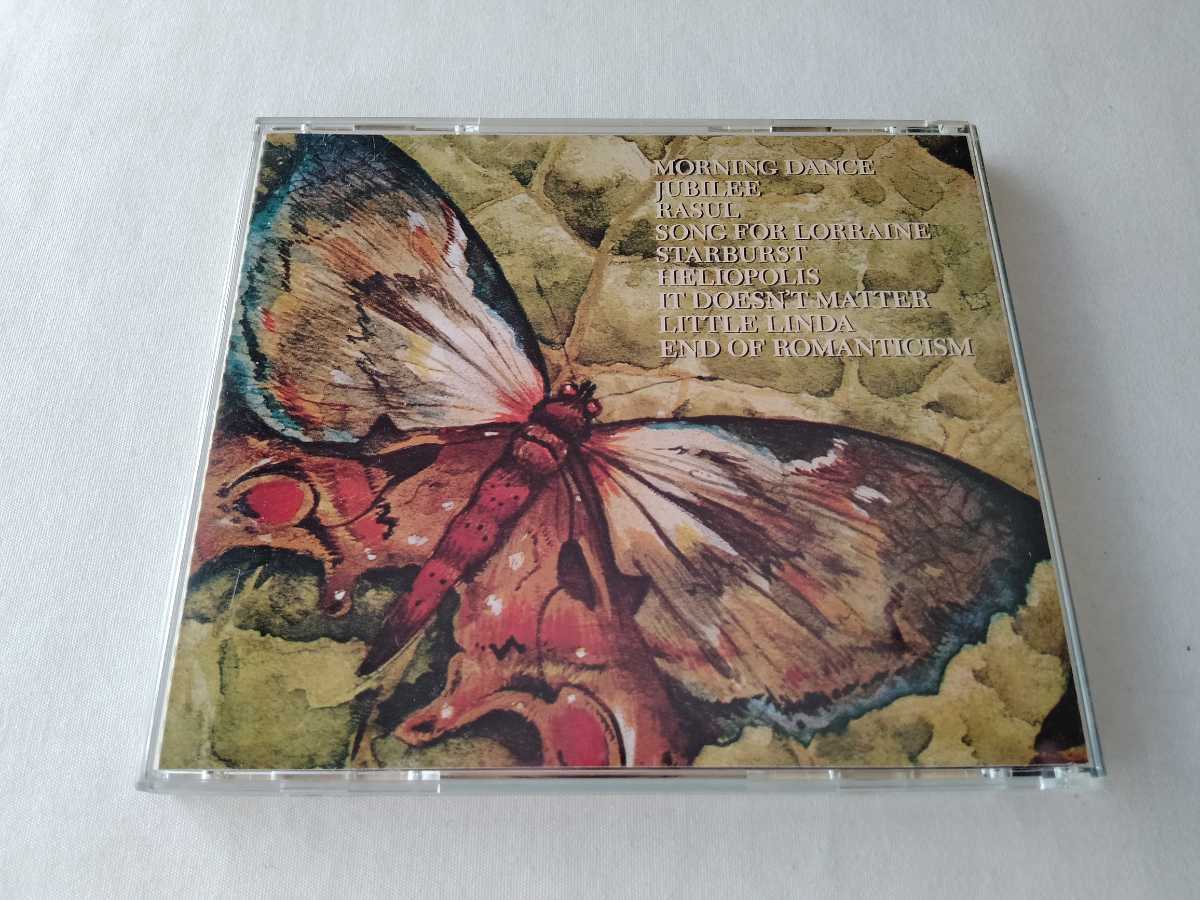 MORNING DANCE
JUBILEE
RASUL
SONG FOR LORRAINE
STARBURST
HELIOPOLIS
IT DOESN'T MATTER
LITTLE LINDA
END OF ROMANTICISM